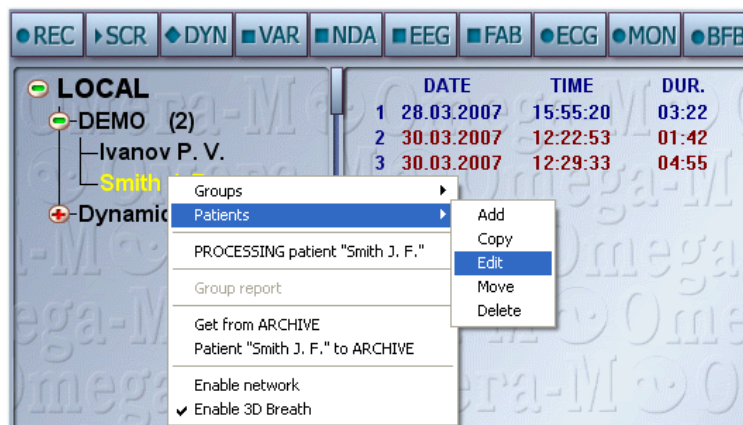 REC SCR DYN VAR NDA EEG FAB ECG MON BFB
LOCAL
DEMO (2)
Ivanov P. V.
Smith
Dynamic
DATE TIME DUR.
1 28.03.2007 15:55:20 03:22
2 30.03.2007 12:22:53 01:42
3 30.03.2007 12:29:33 04:55
Groups
Patients
PROCESSING patient "Smith J. F."
Group report
Get from ARCHIVE
Patient "Smith J. F." to ARCHIVE
Enable network
Enable 3D Breath
Add
Copy
Edit
Move
Delete